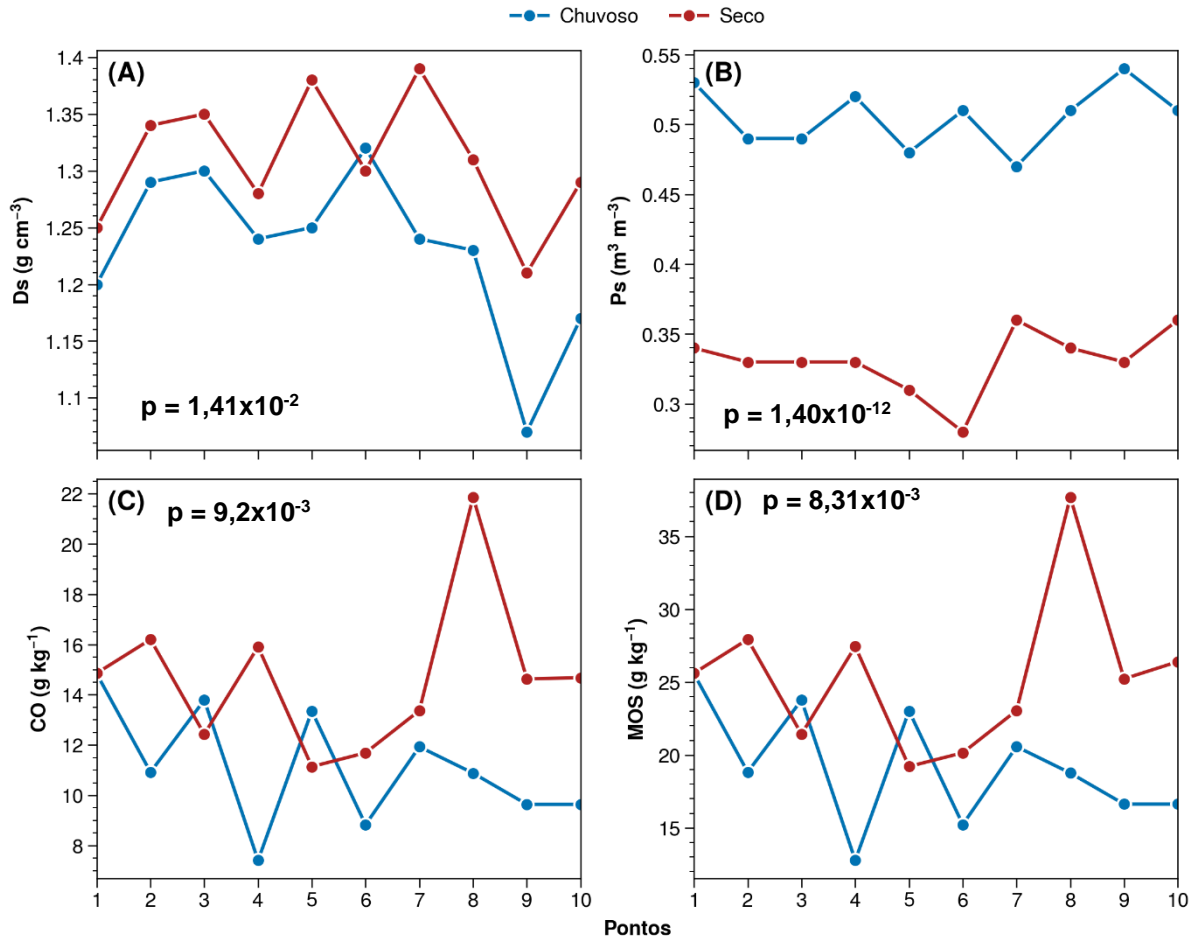 Chuvoso Seco
(A)
Ds (g cm⁻³)
1.4
1.35
1.3
1.25
1.2
1.15
1.1
p = 1,41x10⁻²
(B)
Ps (m³ m⁻³)
0.55
0.5
0.45
0.4
0.35
0.3
p = 1,40x10⁻¹²
(C)
p = 9,2x10⁻³
CO (g kg⁻¹)
22
20
18
16
14
12
10
8
1 2 3 4 5 6 7 8 9 10
(D)
p = 8,31x10⁻³
MOS (g kg⁻¹)
35
30
25
20
15
1 2 3 4 5 6 7 8 9 10
Pontos